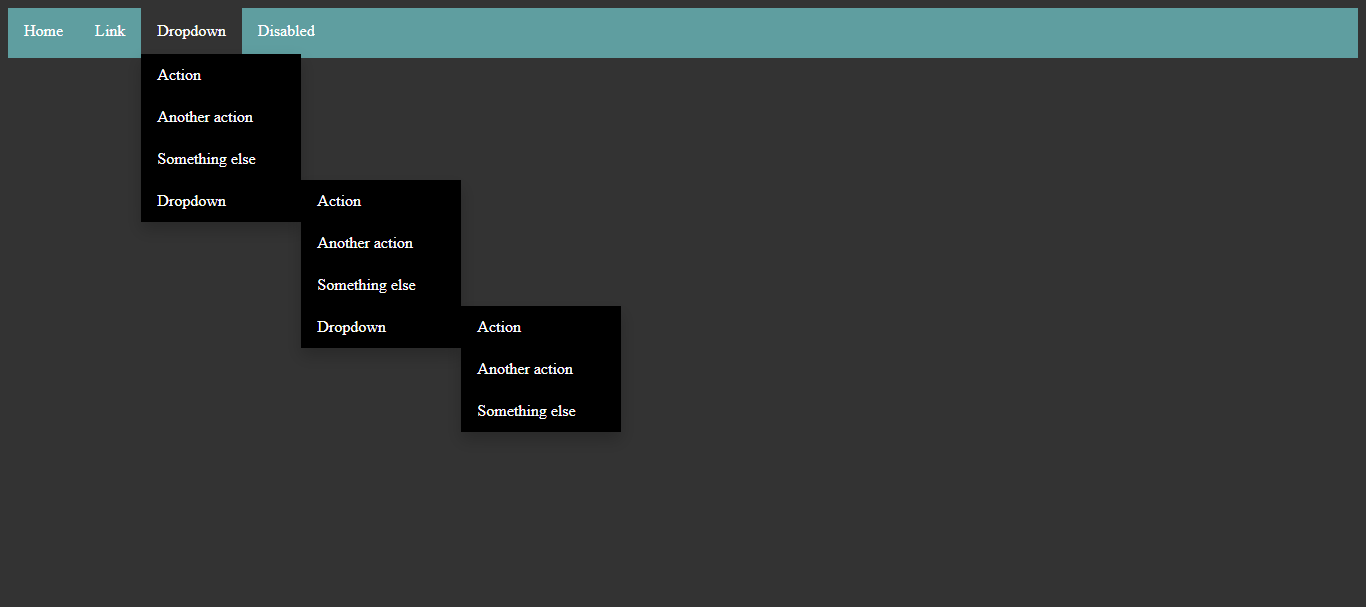 Home Link Dropdown Disabled
Action
Another action
Something else
Dropdown Action
Another action
Something else
Dropdown Action
Another action
Something else